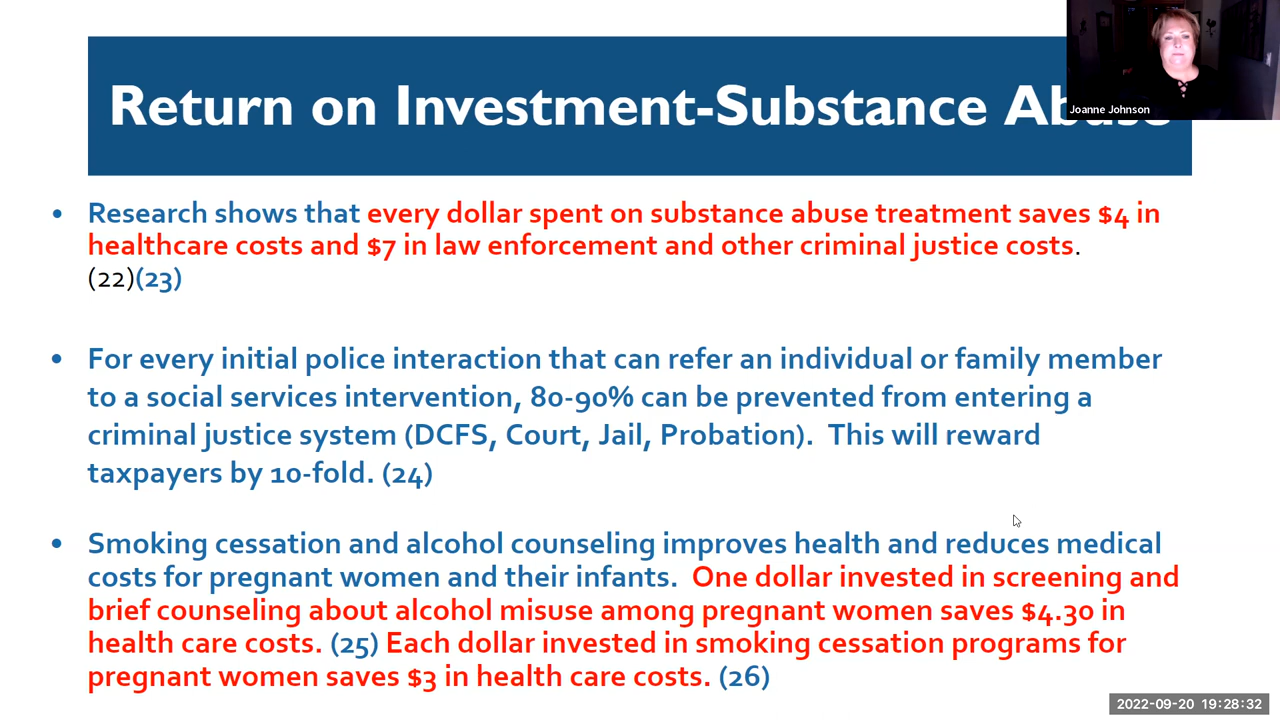 Return on Investment-Substance Abuse
Joanne Johnson
• Research shows that every dollar spent on substance abuse treatment saves $4 in
healthcare costs and $7 in law enforcement and other criminal justice costs.
(22)(23)
• For every initial police interaction that can refer an individual or family member
to a social services intervention, 80-90% can be prevented from entering a
criminal justice system (DCFS, Court, Jail, Probation). This will reward
taxpayers by 10-fold. (24)
• Smoking cessation and alcohol counseling improves health and reduces medical
costs for pregnant women and their infants. One dollar invested in screening and
brief counseling about alcohol misuse among pregnant women saves $4.30 in
health care costs. (25) Each dollar invested in smoking cessation programs for
pregnant women saves $3 in health care costs. (26)
2022-09-20 19:28:32